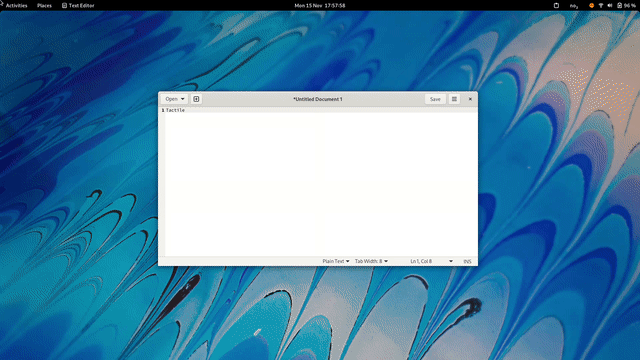 Activities Places Text Editor Mon 15 Nov 17:57:58 no₂ 96 %
Open *Untitled Document 1 Save
1 Tactile
Plain Text Tab Width: 8 Ln 1, Col 8 INS